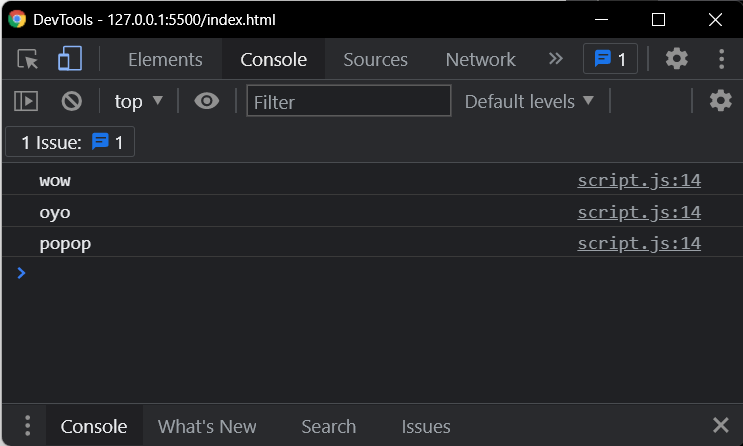 DevTools - 127.0.0.1:5500/index.html
Elements Console Sources Network 1
top Filter Default levels
1 Issue: 1
wow script.js:14
oyo script.js:14
popop script.js:14
Console What's New Search Issues